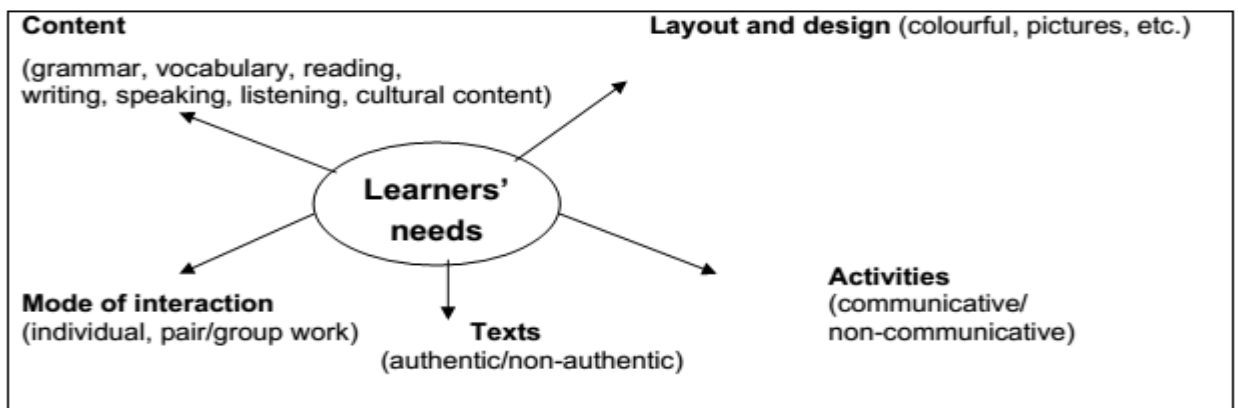 Content
Layout and design (colourful, pictures, etc.)
(grammar, vocabulary, reading,
writing, speaking, listening, cultural content)
Learners’
needs
Mode of interaction
(individual, pair/group work)
Texts
(authentic/non-authentic)
Activities
(communicative/
non-communicative)